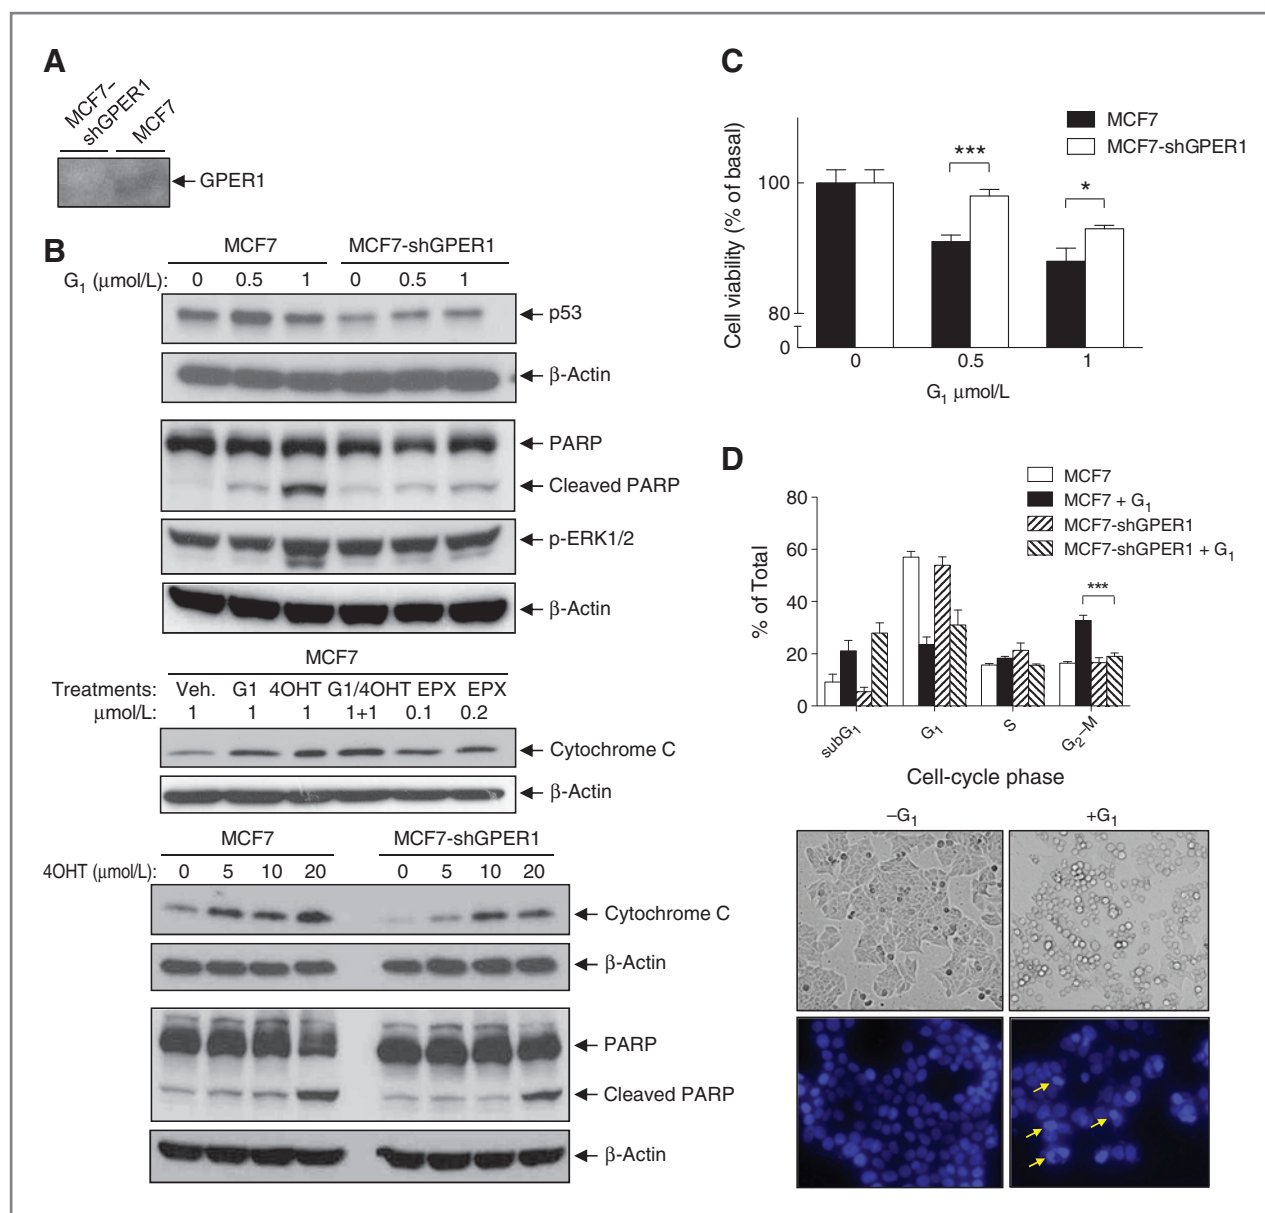 A
MCF7–
shGPER1
MCF7
GPER1
B
MCF7 MCF7-shGPER1
G1 (μmol/L): 0 0.5 1 0 0.5 1
p53
β-Actin
PARP
Cleaved PARP
p-ERK1/2
β-Actin
MCF7
Treatments: Veh. G1 4OHT G1/4OHT EPX EPX
μmol/L: 1 1 1 1+1 0.1 0.2
Cytochrome C
β-Actin
MCF7 MCF7-shGPER1
4OHT (μmol/L): 0 5 10 20 0 5 10 20
Cytochrome C
β-Actin
PARP
Cleaved PARP
β-Actin
C
MCF7
MCF7-shGPER1
Cell viability (% of basal)
100
80
0
***
*
0 0.5 1
G1 μmol/L
D
MCF7
MCF7 + G1
MCF7-shGPER1
MCF7-shGPER1 + G1
% of Total
80
60
40
20
0
***
subG1 G1 S G2–M
Cell-cycle phase
–G1 +G1